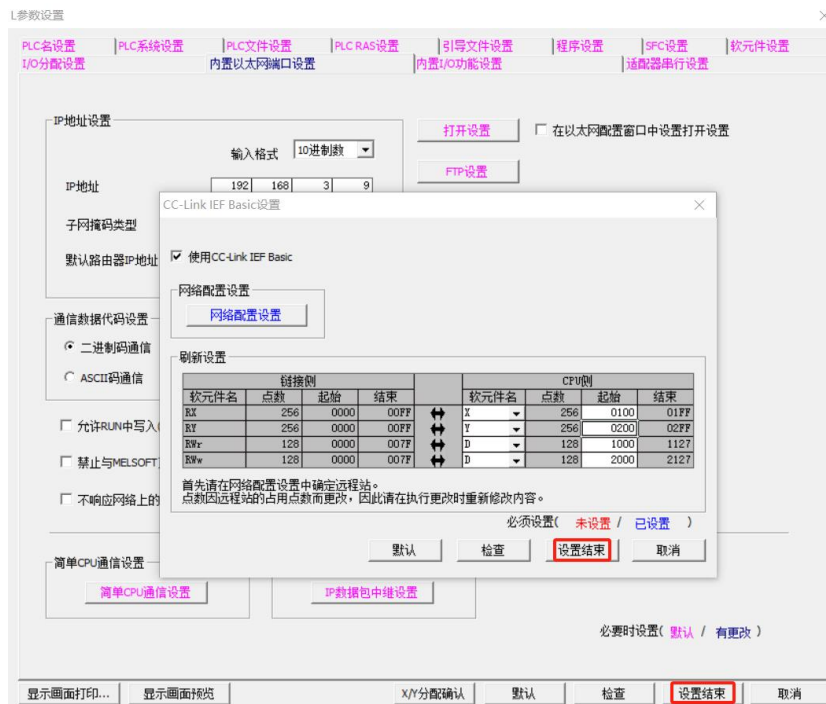 L参数设置
PLC名设置 PLC系统设置 PLC文件设置 PLC RAS设置 引导文件设置 程序设置 SFC设置 软元件设置
I/O分配设置 内置以太网端口设置 内置I/O功能设置 适配器串行设置
IP地址设置
输入格式 10进制数
IP地址 192 168 3 9
子网掩码类型
默认路由器IP地址
打开设置 在以太网配置窗口中设置打开设置
FTP设置
通信数据代码设置
二进制码通信
ASCII码通信
允许RUN中写入(
禁止与MELSOFT
不响应网络上的
CC-Link IEF Basic设置
使用CC-Link IEF Basic
网络配置设置
网络配置设置
刷新设置
链接侧 CPU侧
软元件名 点数 起始 结束 软元件名 点数 起始 结束
RX 256 0000 00FF X 256 0100 01FF
RY 256 0000 00FF Y 256 0200 02FF
RWr 128 0000 007F D 128 1000 1127
RWw 128 0000 007F D 128 2000 2127
首先请在网络配置设置中确定远程站。
点数因远程站的占用点数而更改，因此请在执行更改时重新修改内容。
必须设置( 未设置 / 已设置 )
默认 检查 设置结束 取消
简单CPU通信设置
简单CPU通信设置 IP数据包中继设置
必要时设置( 默认 / 有更改 )
显示画面打印... 显示画面预览 X/Y分配确认 默认 检查 设置结束 取消